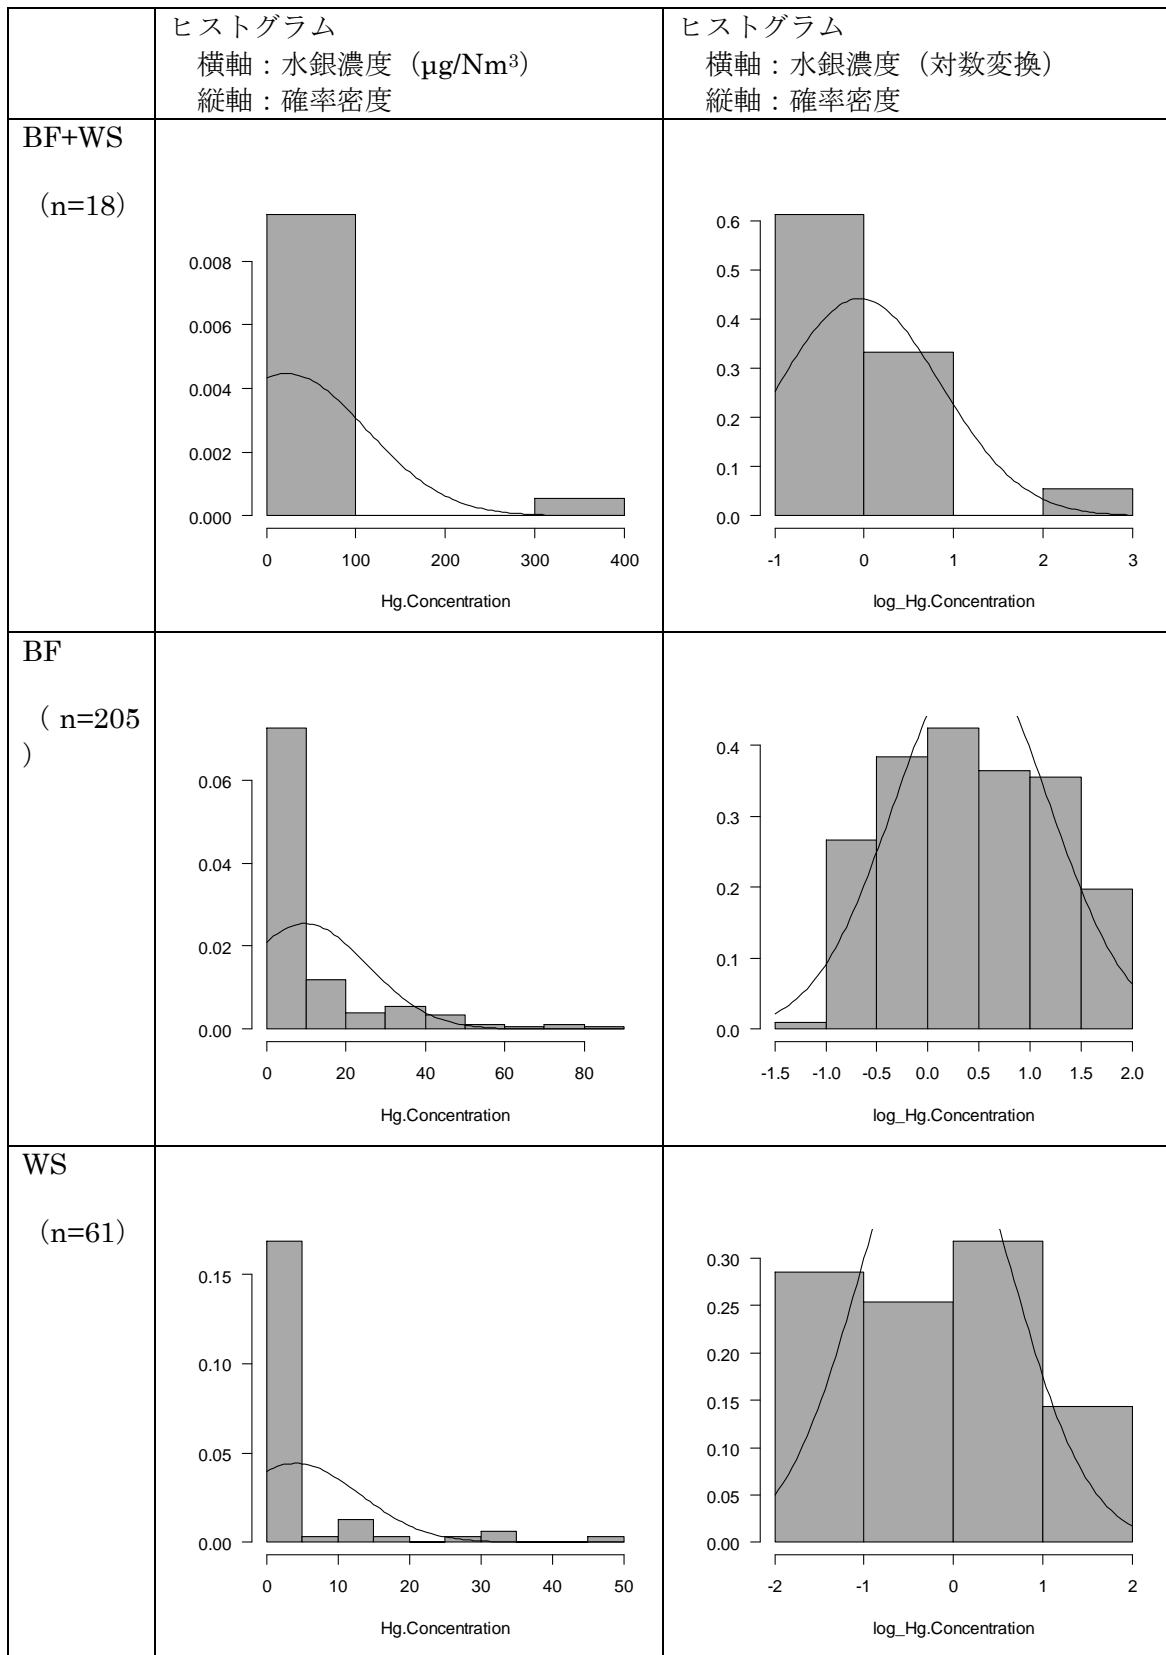 ヒストグラム
横軸：水銀濃度（µg/Nm³）
縦軸：確率密度
ヒストグラム
横軸：水銀濃度（対数変換）
縦軸：確率密度
BF+WS
（n=18）
0.008
0.006
0.004
0.002
0.000
0 100 200 300 400
Hg.Concentration
0.6
0.5
0.4
0.3
0.2
0.1
0.0
-1 0 1 2 3
log_Hg.Concentration
BF
（ n=205
）
0.06
0.04
0.02
0.00
0 20 40 60 80
Hg.Concentration
0.4
0.3
0.2
0.1
0.0
-1.5 -1.0 -0.5 0.0 0.5 1.0 1.5 2.0
log_Hg.Concentration
WS
（n=61）
0.15
0.10
0.05
0.00
0 10 20 30 40 50
Hg.Concentration
0.30
0.25
0.20
0.15
0.10
0.05
0.00
-2 -1 0 1 2
log_Hg.Concentration